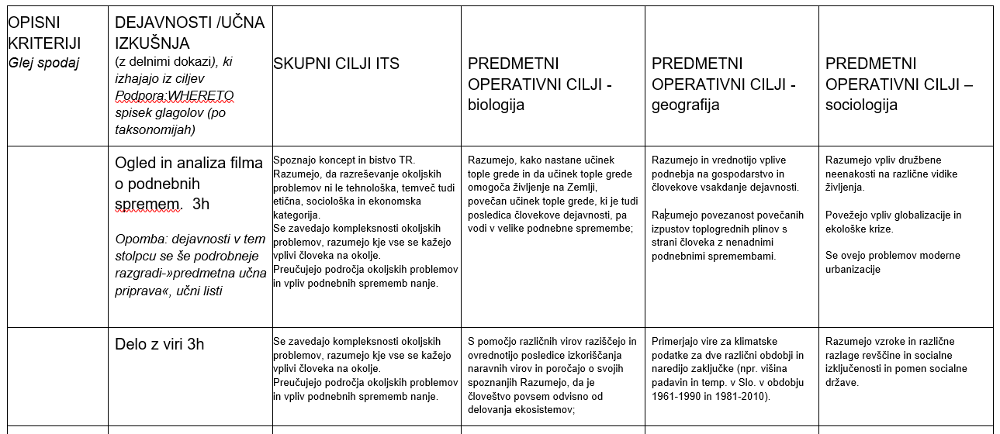 OPISNI
KRITERIJI
Glej spodaj
DEJAVNOSTI /UČNA
IZKUŠNJA
(z delnimi dokazi), ki
izhajajo iz ciljev
Podpora:WHERETO
spisek glagolov (po
taksonomijah)
SKUPNI CILJI ITS
PREDMETNI
OPERATIVNI CILJI -
biologija
PREDMETNI
OPERATIVNI CILJI -
geografija
PREDMETNI
OPERATIVNI CILJI –
sociologija
Ogled in analiza filma
o podnebnih
spremem.  3h
Opomba: dejavnosti v tem
stolpcu se še podrobneje
razgradi-»predmetna učna
priprava«, učni listi
Spoznajo koncept in bistvo TR.
Razumejo, da razreševanje okoljskih
problemov ni le tehnološka, temveč tudi
etična, sociološka in ekonomska
kategorija.
Se zavedajo kompleksnosti okoljskih
problemov, razumejo kje vse se kažejo
vplivi človeka na okolje.
Preučujejo področja okoljskih problemov
in vpliv podnebnih sprememb nanje.
Razumejo, kako nastane učinek
tople grede in da učinek tople grede
omogoča življenje na Zemlji,
povečan učinek tople grede, ki je tudi
posledica človekove dejavnosti, pa
vodi v velike podnebne spremembe;
Razumejo in vrednotijo vplive
podnebja na gospodarstvo in
človekove vsakdanje dejavnosti.
Razumejo povezanost povečanih
izpustov toplogrednih plinov s
strani človeka z nenadnimi
podnebnimi spremembami.
Razumejo vpliv družbene
neenakosti na različne vidike
življenja.
Povežejo vpliv globalizacije in
ekološke krize.
Se ovejo problemov moderne
urbanizacije
Delo z viri 3h
Se zavedajo kompleksnosti okoljskih
problemov, razumejo kje vse se kažejo
vplivi človeka na okolje.
Preučujejo področja okoljskih problemov
in vpliv podnebnih sprememb nanje.
S pomočjo različnih virov raziščejo in
ovrednotijo posledice izkoriščanja
naravnih virov in poročajo o svojih
spoznanjih Razumejo, da je
človeštvo povsem odvisno od
delovanja ekosistemov;
Primerjajo vire za klimatske
podatke za dve različni obdobji in
naredijo zaključke (npr. višina
padavin in temp. v Slo. v obdobju
1961-1990 in 1981-2010).
Razumejo vzroke in različne
razlage revščine in socialne
izključenosti in pomen socialne
države.